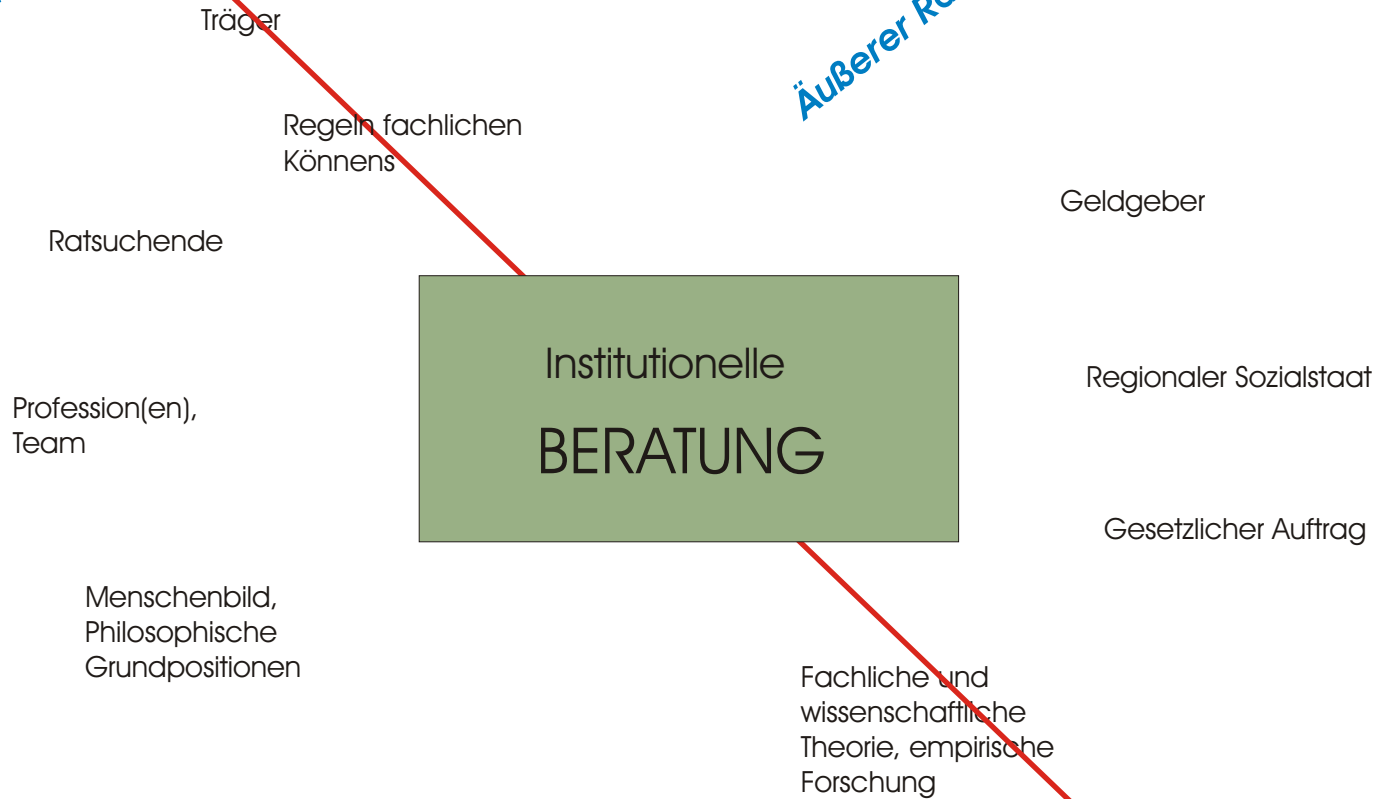 Träger
Äußerer
Regeln fachlichen
Könnens
Geldgeber
Ratsuchende
Institutionelle
BERATUNG
Regionaler Sozialstaat
Profession(en),
Team
Gesetzlicher Auftrag
Menschenbild,
Philosophische
Grundpositionen
Fachliche und
wissenschaftliche
Theorie, empirische
Forschung